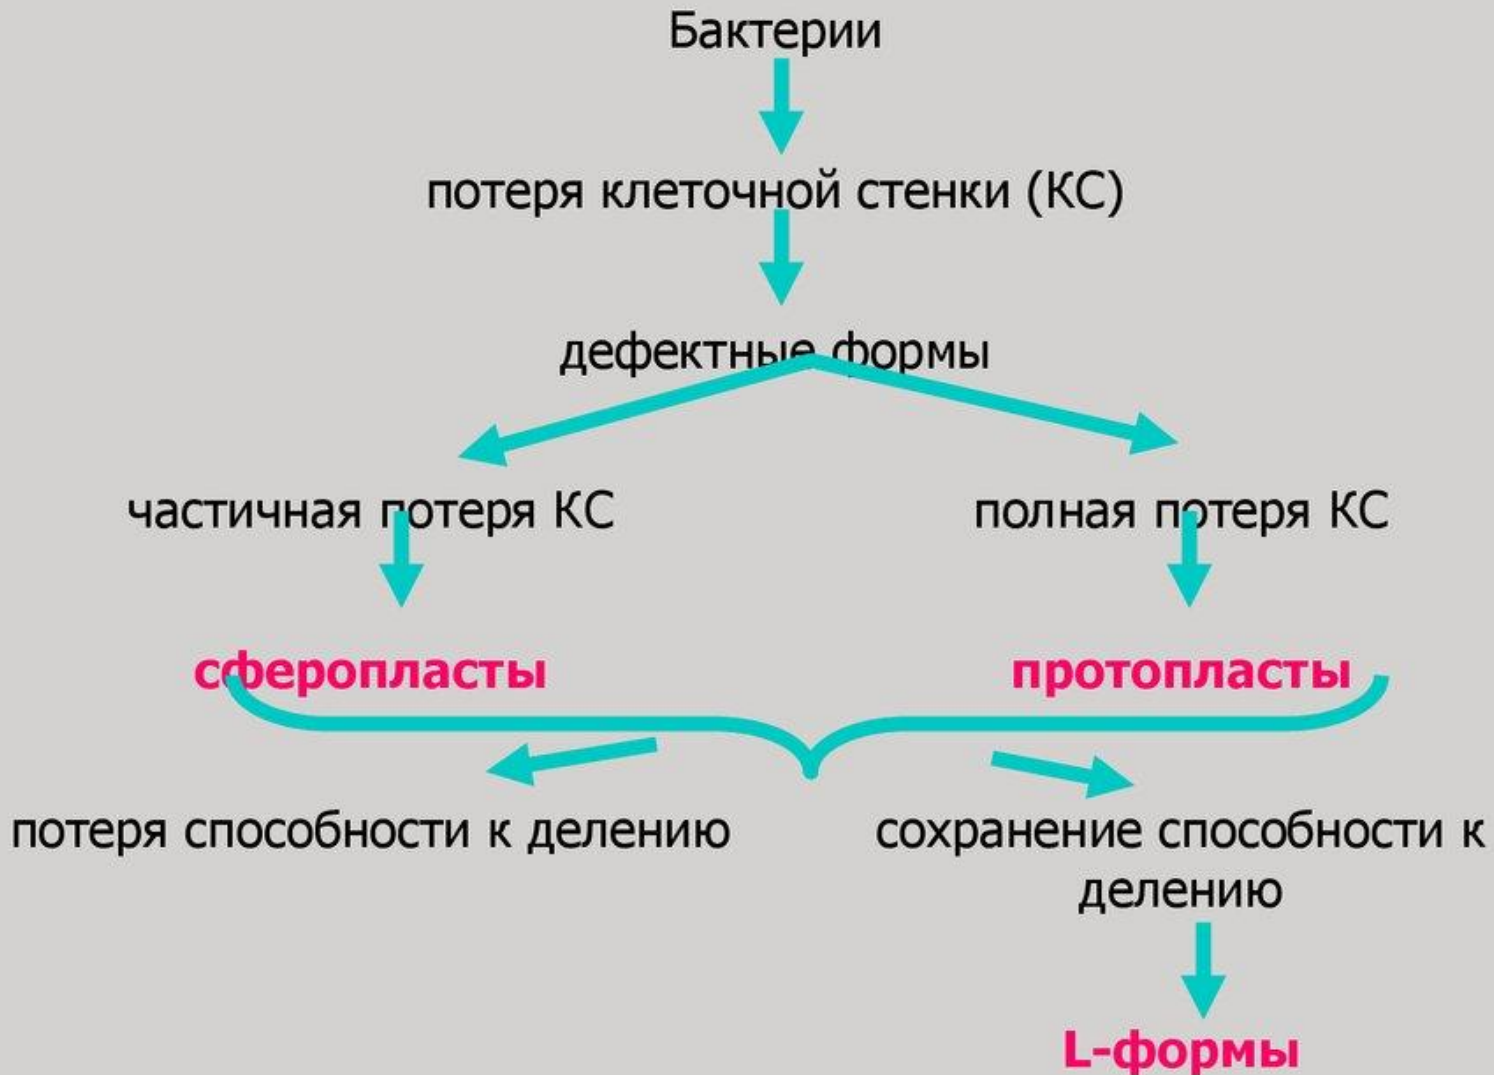 Бактерии
потеря клеточной стенки (КС)
дефектные формы
частичная потеря КС
полная потеря КС
сферопласты
протопласты
потеря способности к делению
сохранение способности к
делению
L-формы